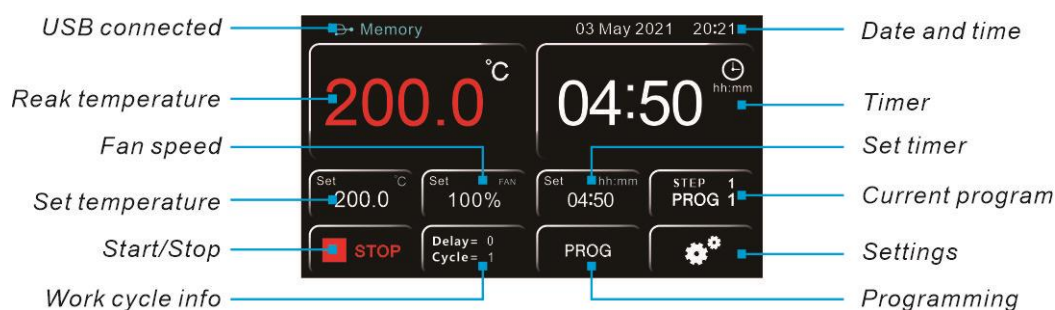 USB connected
Memory
03 May 2021 20:21
Date and time
Reak temperature
200.0 °C
04:50
hh:mm
Timer
Fan speed
Set timer
Set temperature
Set °C
200.0
Set FAN
100%
Set hh:mm
04:50
STEP 1
PROG 1
Current program
Start/Stop
STOP
Delay= 0
Cycle= 1
PROG
Settings
Work cycle info
Programming